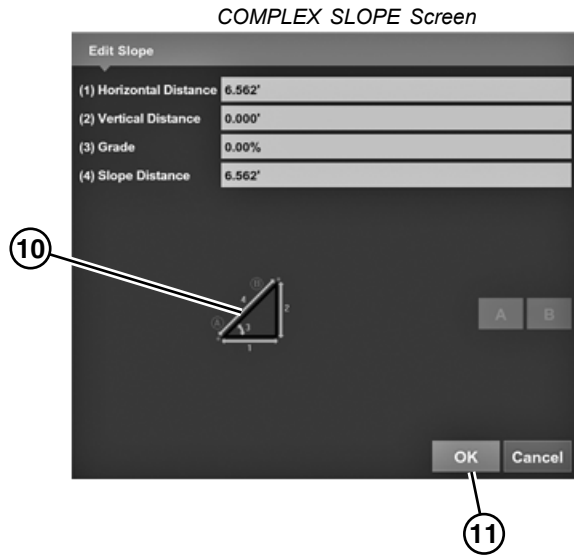 COMPLEX SLOPE Screen
Edit Slope
(1) Horizontal Distance 6.562'
(2) Vertical Distance 0.000'
(3) Grade 0.00%
(4) Slope Distance 6.562'
10
B
4
2
A
3
1
A B
OK Cancel
11